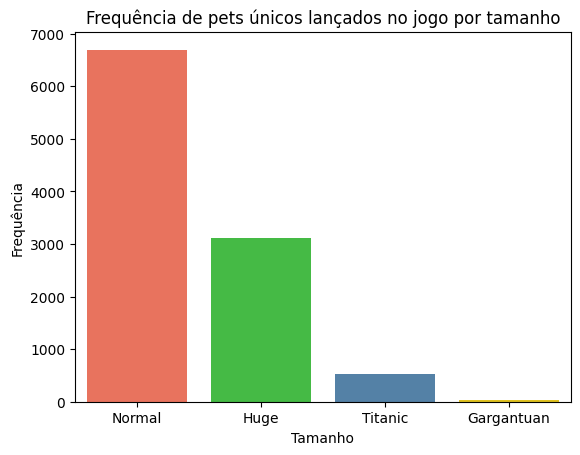 Frequência de pets únicos lançados no jogo por tamanho
7000
6000
5000
4000
3000
2000
1000
0
Frequência
Normal Huge Titanic Gargantuan
Tamanho